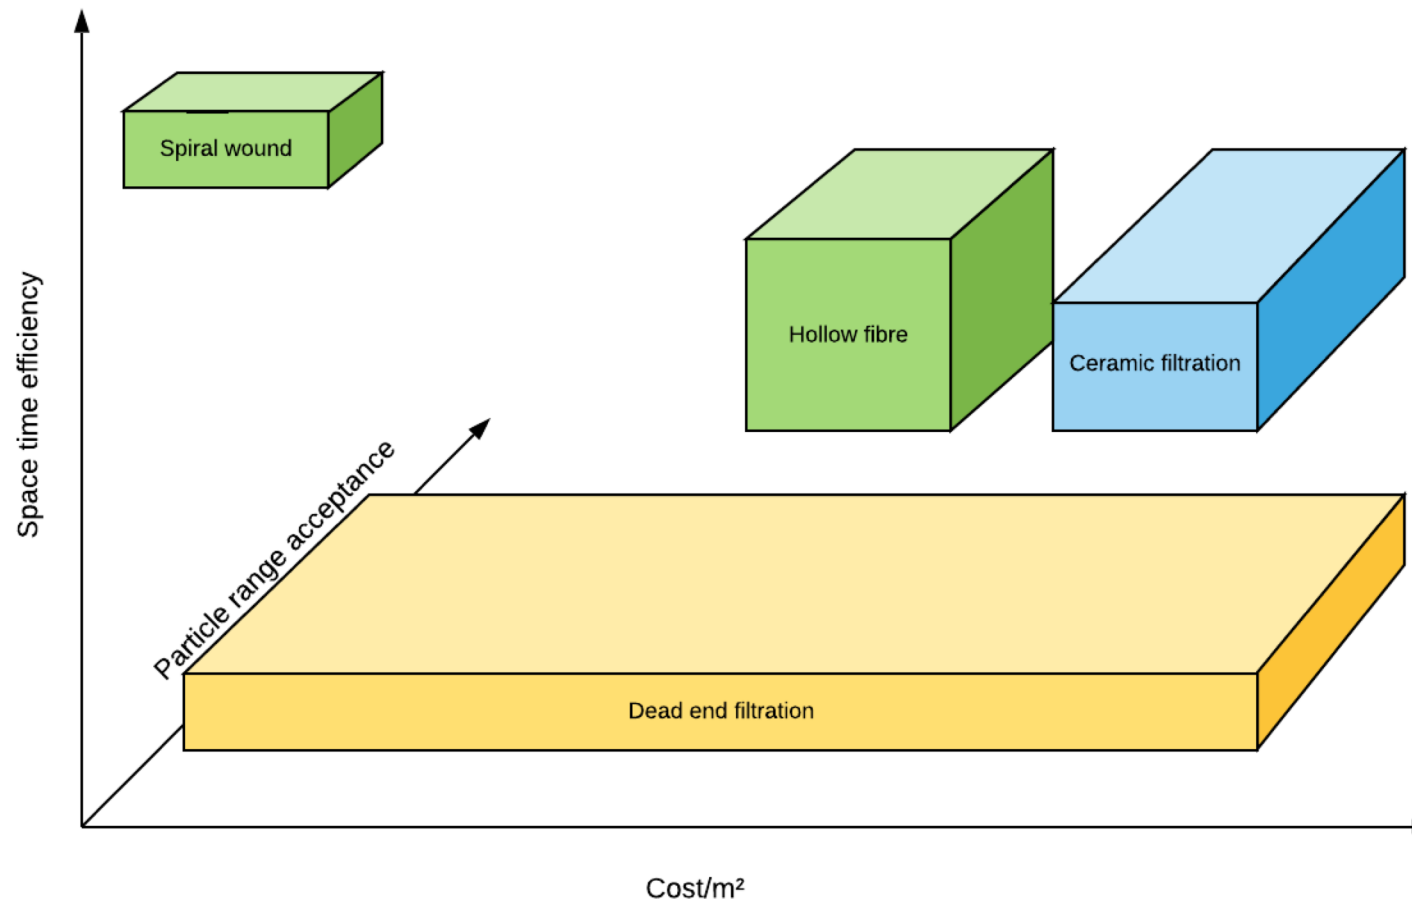 Spiral wound
Hollow fibre
Ceramic filtration
Space time efficiency
Particle range acceptance
Dead end filtration
Cost/m²